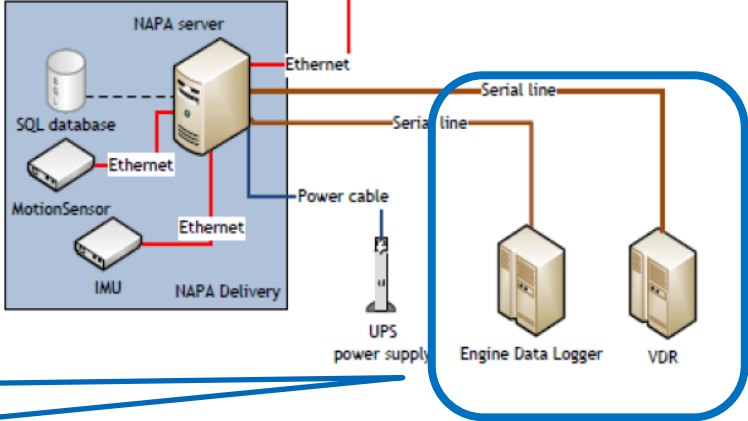 NAPA server
Ethernet
Serial line
SQL database
Serial line
Ethernet
MotionSensor
Power cable
Ethernet
IMU
NAPA Delivery
UPS
power supply
Engine Data Logger
VDR